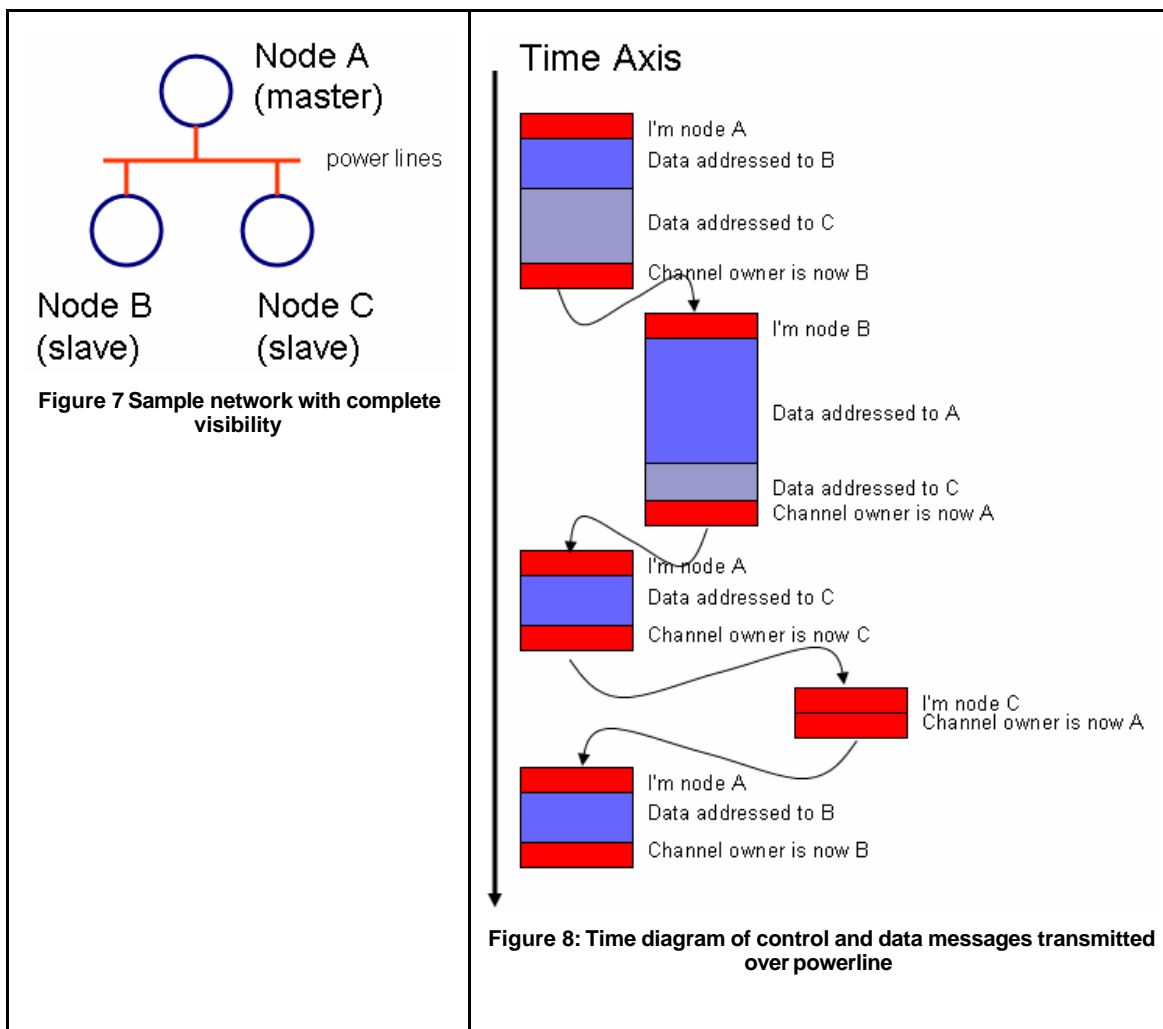 Node A
(master)
power lines
Node B
(slave)
Node C
(slave)
Figure 7 Sample network with complete
visibility
Time Axis
I'm node A
Data addressed to B
Data addressed to C
Channel owner is now B
I'm node B
Data addressed to A
Data addressed to C
Channel owner is now A
I'm node A
Data addressed to C
Channel owner is now C
I'm node C
Channel owner is now A
I'm node A
Data addressed to B
Channel owner is now B
Figure 8: Time diagram of control and data messages transmitted
over powerline